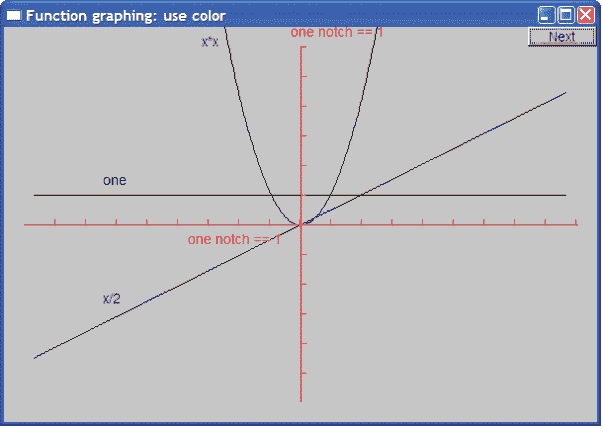 Function graphing: use color
one notch == 1
Next
x*x
one
one notch == 1
x/2